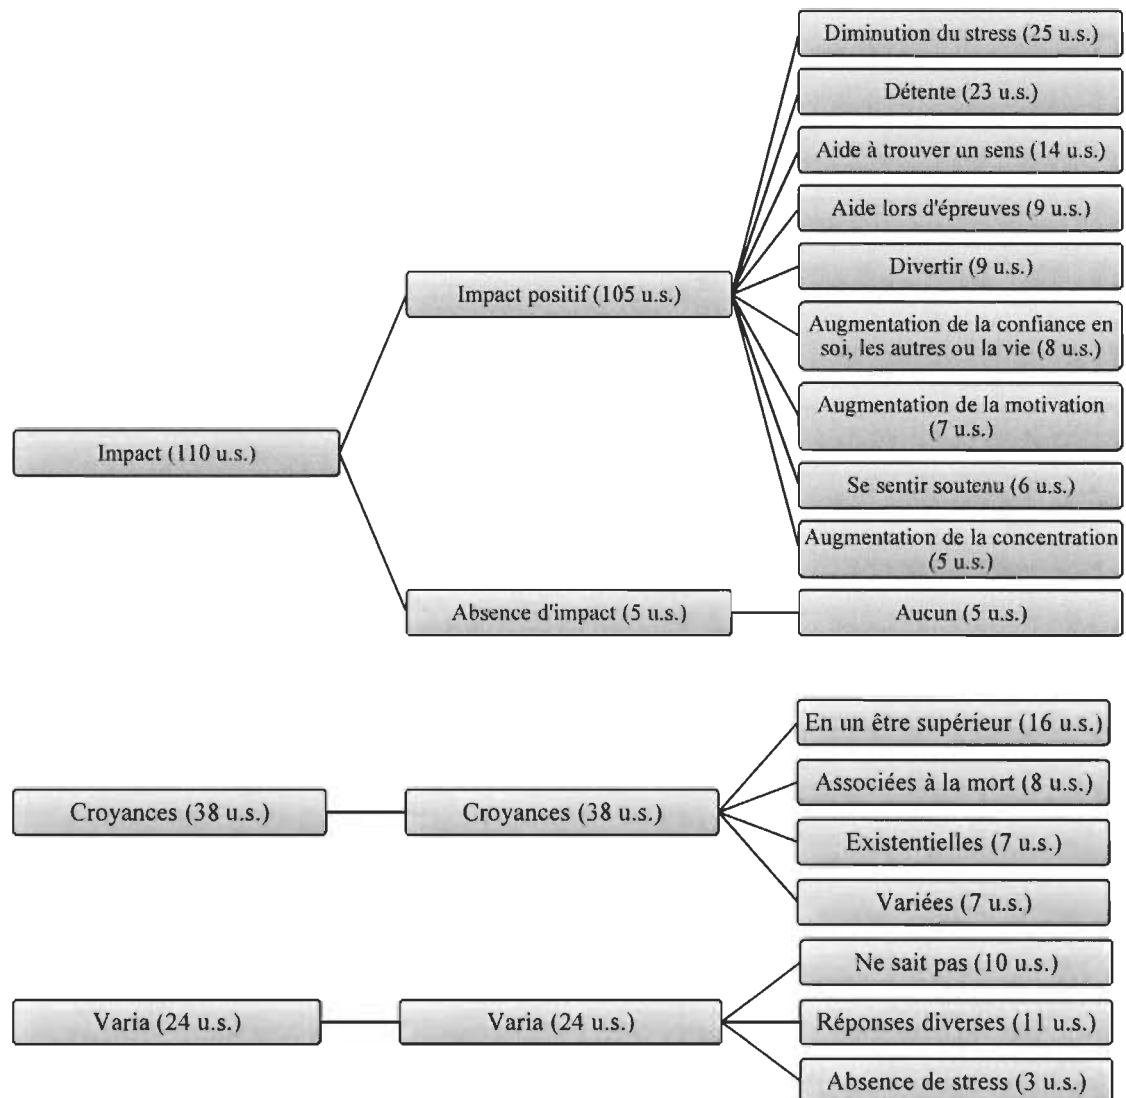 Impact (110 u.s.)
Impact positif (105 u.s.)
Diminution du stress (25 u.s.)
Détente (23 u.s.)
Aide à trouver un sens (14 u.s.)
Aide lors d'épreuves (9 u.s.)
Divertir (9 u.s.)
Augmentation de la confiance en
soi, les autres ou la vie (8 u.s.)
Augmentation de la motivation
(7 u.s.)
Se sentir soutenu (6 u.s.)
Augmentation de la concentration
(5 u.s.)
Absence d'impact (5 u.s.)
Aucun (5 u.s.)
Croyances (38 u.s.)
Croyances (38 u.s.)
En un être supérieur (16 u.s.)
Associées à la mort (8 u.s.)
Existentielles (7 u.s.)
Variées (7 u.s.)
Varia (24 u.s.)
Varia (24 u.s.)
Ne sait pas (10 u.s.)
Réponses diverses (11 u.s.)
Absence de stress (3 u.s.)